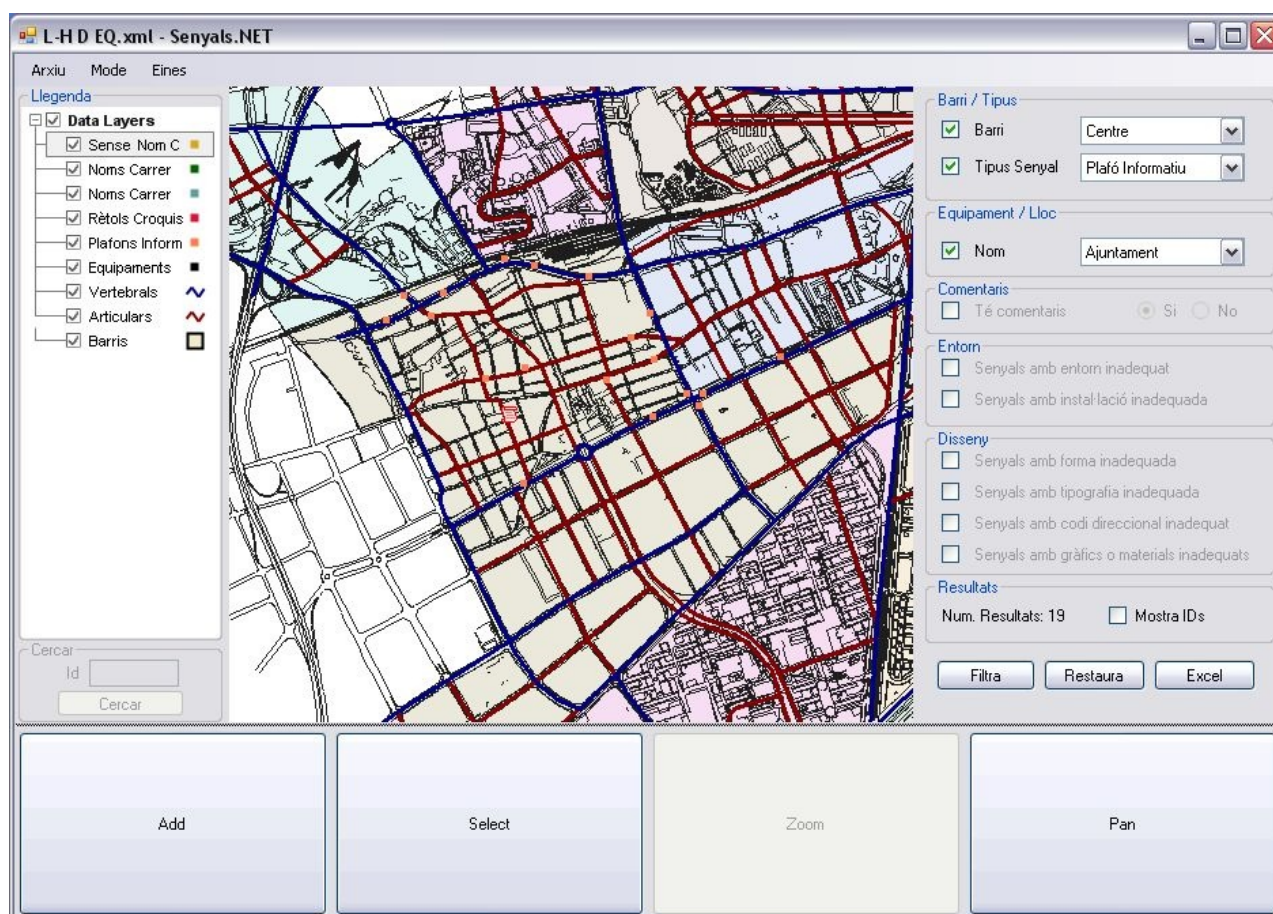 L-H D EQ.xml - Senyals.NET
Arxiu Mode Eines
Llegenda
Data Layers
Sense Nom C
Noms Carrer
Noms Carrer
Rètols Croquis
Plafons Inform
Equipaments
Vertebrals
Articulars
Barris
Cercar
Id
Cercar
Barri / Tipus
Barri Centre
Tipus Senyal Plafó Informatiu
Equipament / Lloc
Nom Ajuntament
Comentaris
Té comentaris Si No
Entorn
Senyals amb entorn inadequat
Senyals amb instal·lació inadequada
Disseny
Senyals amb forma inadequada
Senyals amb tipografia inadequada
Senyals amb codi direccional inadequat
Senyals amb gràfics o materials inadequats
Resultats
Num. Resultats: 19 Mostra IDs
Filtra Restaura Excel
Add Select Zoom Pan